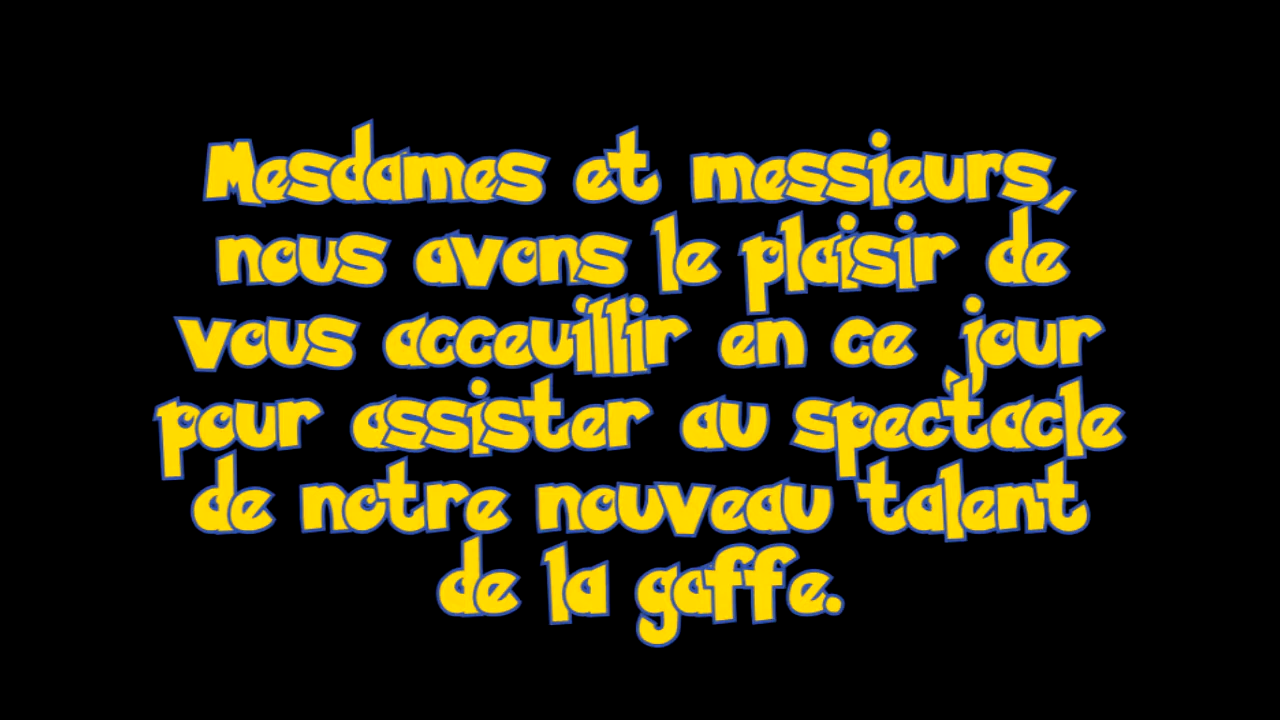 Mesdames et messieurs,
nous avons le plaisir de
vous acceuillir en ce jour
pour assister au spectacle
de notre nouveau talent
de la gaffe.